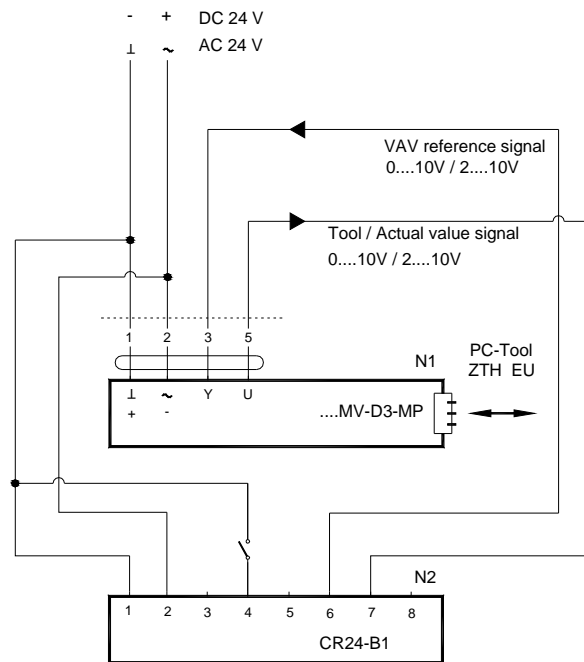 - + DC 24 V
⊥ ~ AC 24 V
VAV reference signal
0....10V / 2....10V
Tool / Actual value signal
0....10V / 2....10V
1 2 3 5
N1
PC-Tool
ZTH EU
⊥ ~ Y U
+ -
....MV-D3-MP
N2
1 2 3 4 5 6 7 8
CR24-B1